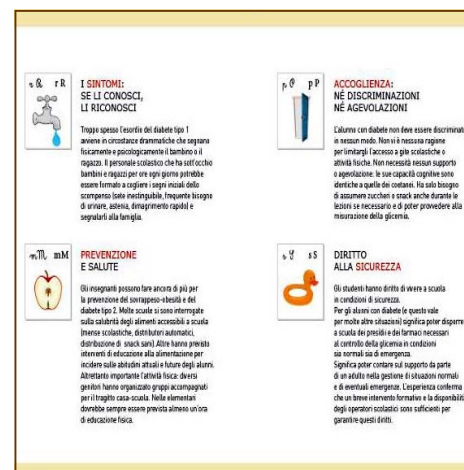 r R r R
I SINTOMI:
SE LI CONOSCI,
LI RICONOSCI
Troppo spesso l'esordio del diabete tipo 1
avviene in circostanze drammatiche che segnano
fisicamente e psicologicamente il bambino o il
ragazzo. Il personale scolastico che ha sott'occhio
bambini e ragazzi per ore ogni giorno potrebbe
essere formato a cogliere i segni iniziali dello
scompenso (sete inestinguibile, frequente bisogno
di urinare, astenia, dimagrimento rapido) e
segnalarli alla famiglia.
p P p P
ACCOGLIENZA:
NÉ DISCRIMINAZIONI
NÉ AGEVOLAZIONI
L'alunno con diabete non deve essere discriminat
in nessun modo. Non vi è nessuna ragione
per limitargli l'accesso a gite scolastiche o
attività fisiche. Non necessità nessun supporto
o agevolazione: le sue capacità cognitive sono
identiche a quelle dei coetanei. Ha solo bisogno
di assumere zuccheri o snack anche durante le
lezioni se necessario e di poter provvedere alla
misurazione della glicemia.
m M m M
PREVENZIONE
E SALUTE
Gli insegnanti possono fare ancora di più per
la prevenzione del sovrappeso-obesità e del
diabete tipo 2. Molte scuole si sono interrogate
sulla salubrità degli alimenti accessibili a scuola
(mense scolastiche, distributori automatici,
distribuzione di snack sani). Altre hanno previsto
interventi di educazione alla alimentazione per
incidere sulle abitudini attuali e future degli alunni.
Altrettanto importante l'attività fisica: diversi
genitori hanno organizzato gruppi accompagnati
per il tragitto casa-scuola. Nelle elementari
dovrebbe sempre essere prevista almeno un'ora
di educazione fisica.
s S s S
DIRITTO
ALLA SICUREZZA
Gli studenti hanno diritto di vivere a scuola
in condizioni di sicurezza.
Per gli alunni con diabete (e questo vale
per molte altre situazioni) significa poter disporre
a scuola dei presidi e dei farmaci necessari
al controllo della glicemia in condizioni
sia normali sia di emergenza.
Significa poter contare sul supporto da parte
di un adulto nella gestione di situazioni normali
e di eventuali emergenze. L'esperienza conferma
che un breve intervento formativo e la disponibilit
degli operatori scolastici sono sufficienti per
garantire questi diritti.